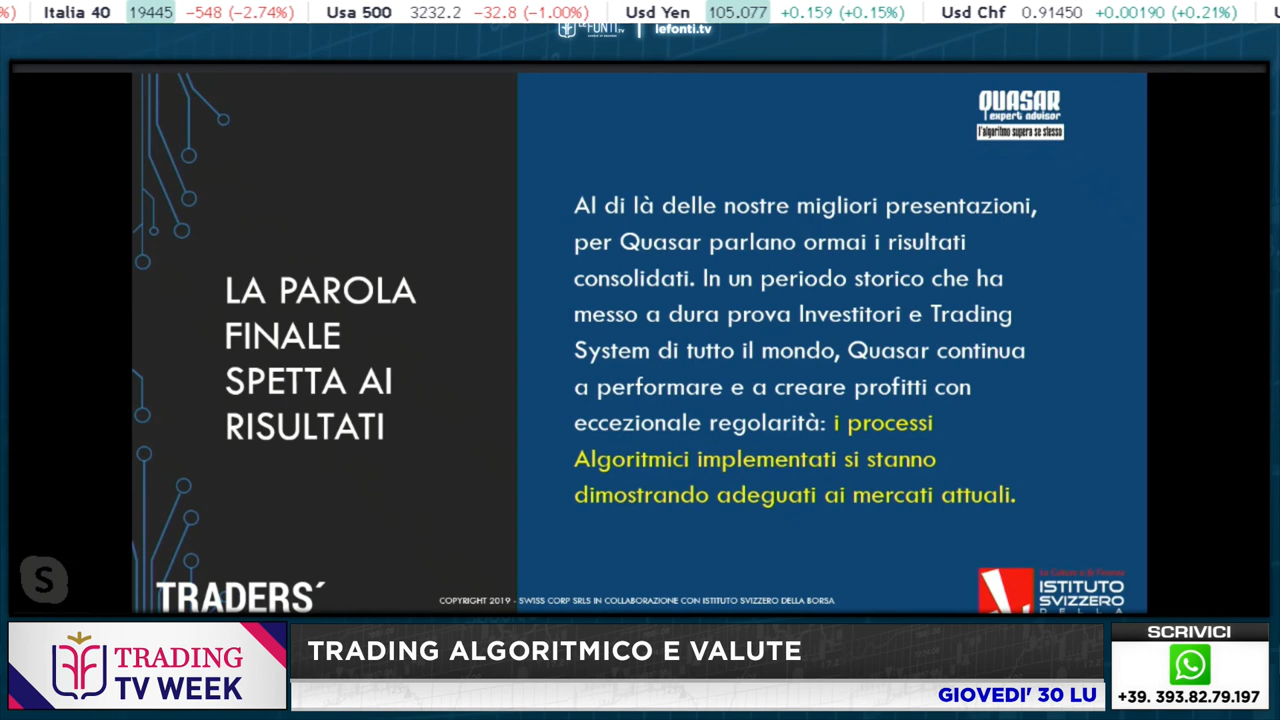 %)
Italia 40 19445 -548 (-2.74%) Usa 500 3232.2 -32.8 (-1.00%) Usd Yen 105.077 +0.159 (+0.15%) Usd Chf 0.91450 +0.00190 (+0.21%)
LE FONTI.TV lefonti.tv
QUASAR
expert advisor
l'algoritmo supera se stesso
LA PAROLA
FINALE
SPETTA AI
RISULTATI
Al di là delle nostre migliori presentazioni,
per Quasar parlano ormai i risultati
consolidati. In un periodo storico che ha
messo a dura prova Investitori e Trading
System di tutto il mondo, Quasar continua
a performare e a creare profitti con
eccezionale regolarità: i processi
Algoritmici implementati si stanno
dimostrando adeguati ai mercati attuali.
S
TRADERS´
COPYRIGHT 2019 - SWISS CORP SRLS IN COLLABORAZIONE CON ISTITUTO SVIZZERO DELLA BORSA
ISTITUTO
SVIZZERO
DELLA
TRADING
TV WEEK
TRADING ALGORITMICO E VALUTE
GIOVEDI' 30 LU
SCRIVICI
+39. 393.82.79.197